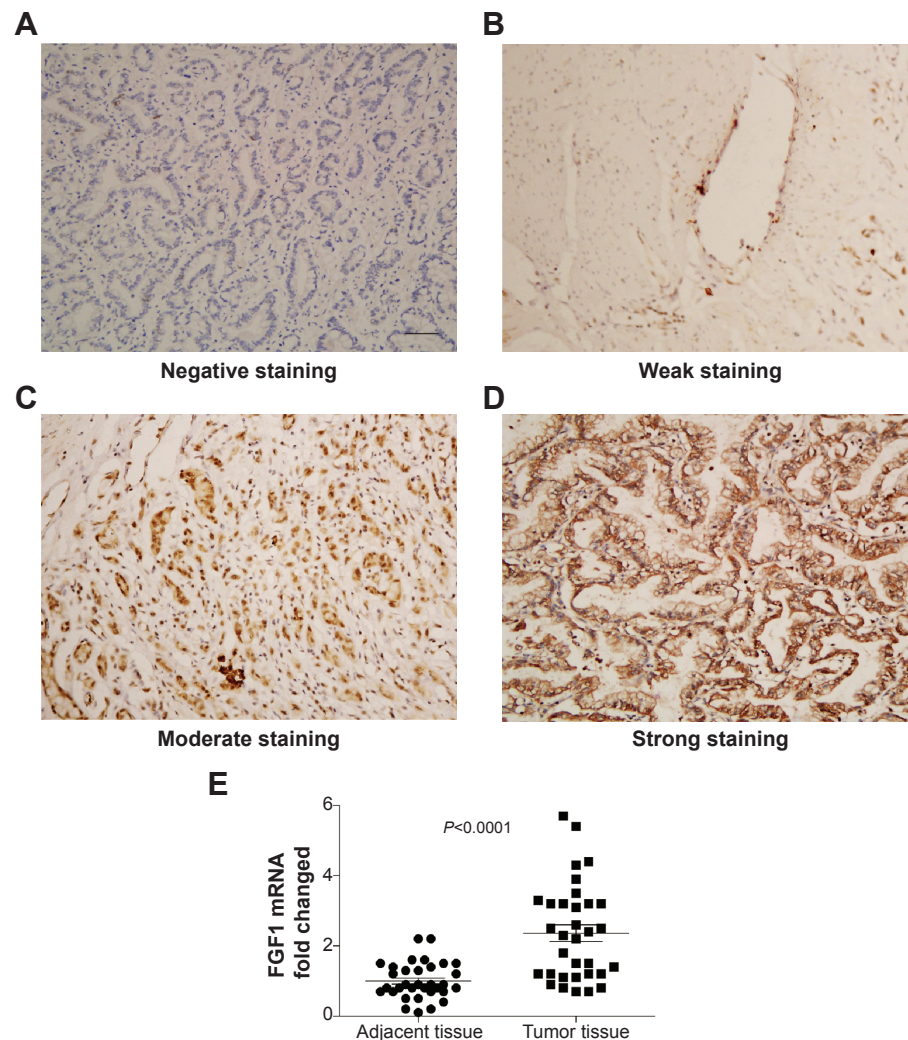 A
B
Negative staining
Weak staining
C
D
Moderate staining
Strong staining
E
FGF1 mRNA
fold changed
6
4
2
0
P<0.0001
Adjacent tissue
Tumor tissue